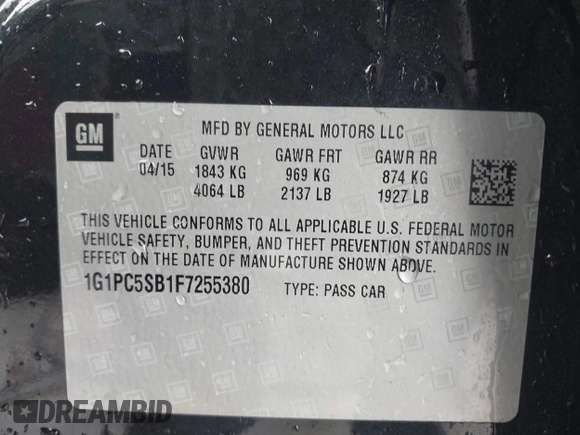 GM
MFD BY GENERAL MOTORS LLC
DATE GVWR GAWR FRT GAWR RR
04/15 1843 KG 969 KG 874 KG
4064 LB 2137 LB 1927 LB
THIS VEHICLE CONFORMS TO ALL APPLICABLE U.S. FEDERAL MOTOR
VEHICLE SAFETY, BUMPER, AND THEFT PREVENTION STANDARDS IN
EFFECT ON THE DATE OF MANUFACTURE SHOWN ABOVE.
1G1PC5SB1F7255380 TYPE: PASS CAR
DREAMBID